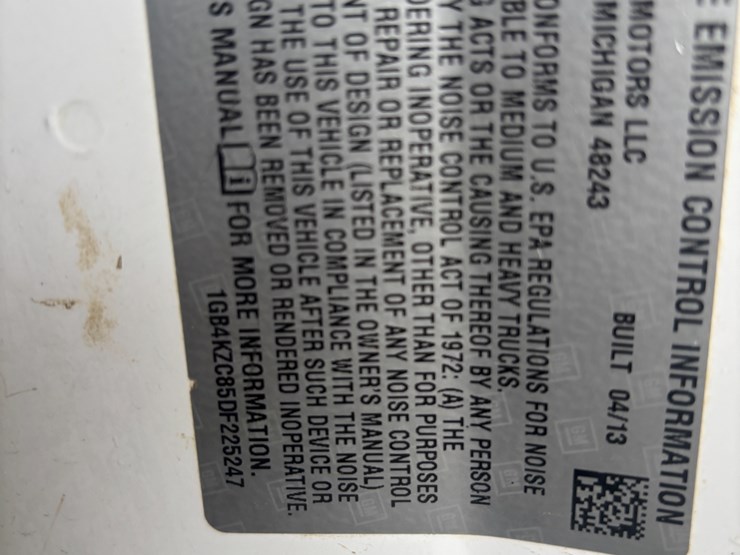 E EMISSION CONTROL INFORMATION
MOTORS LLC BUILT 04/13
MICHIGAN 48243
ONFORMS TO U.S. EPA REGULATIONS FOR NOISE
BLE TO MEDIUM AND HEAVY TRUCKS.
G ACTS OR THE CAUSING THEREOF BY ANY PERSON
Y THE NOISE CONTROL ACT OF 1972: (A) THE
DERING INOPERATIVE, OTHER THAN FOR PURPOSES
REPAIR OR REPLACEMENT OF ANY NOISE CONTROL
NT OF DESIGN (LISTED IN THE OWNER'S MANUAL)
TO THIS VEHICLE IN COMPLIANCE WITH THE NOISE
THE USE OF THIS VEHICLE AFTER SUCH DEVICE OR
GN HAS BEEN REMOVED OR RENDERED INOPERATIVE.
S MANUAL i FOR MORE INFORMATION.
1GB4KZC85DF225247